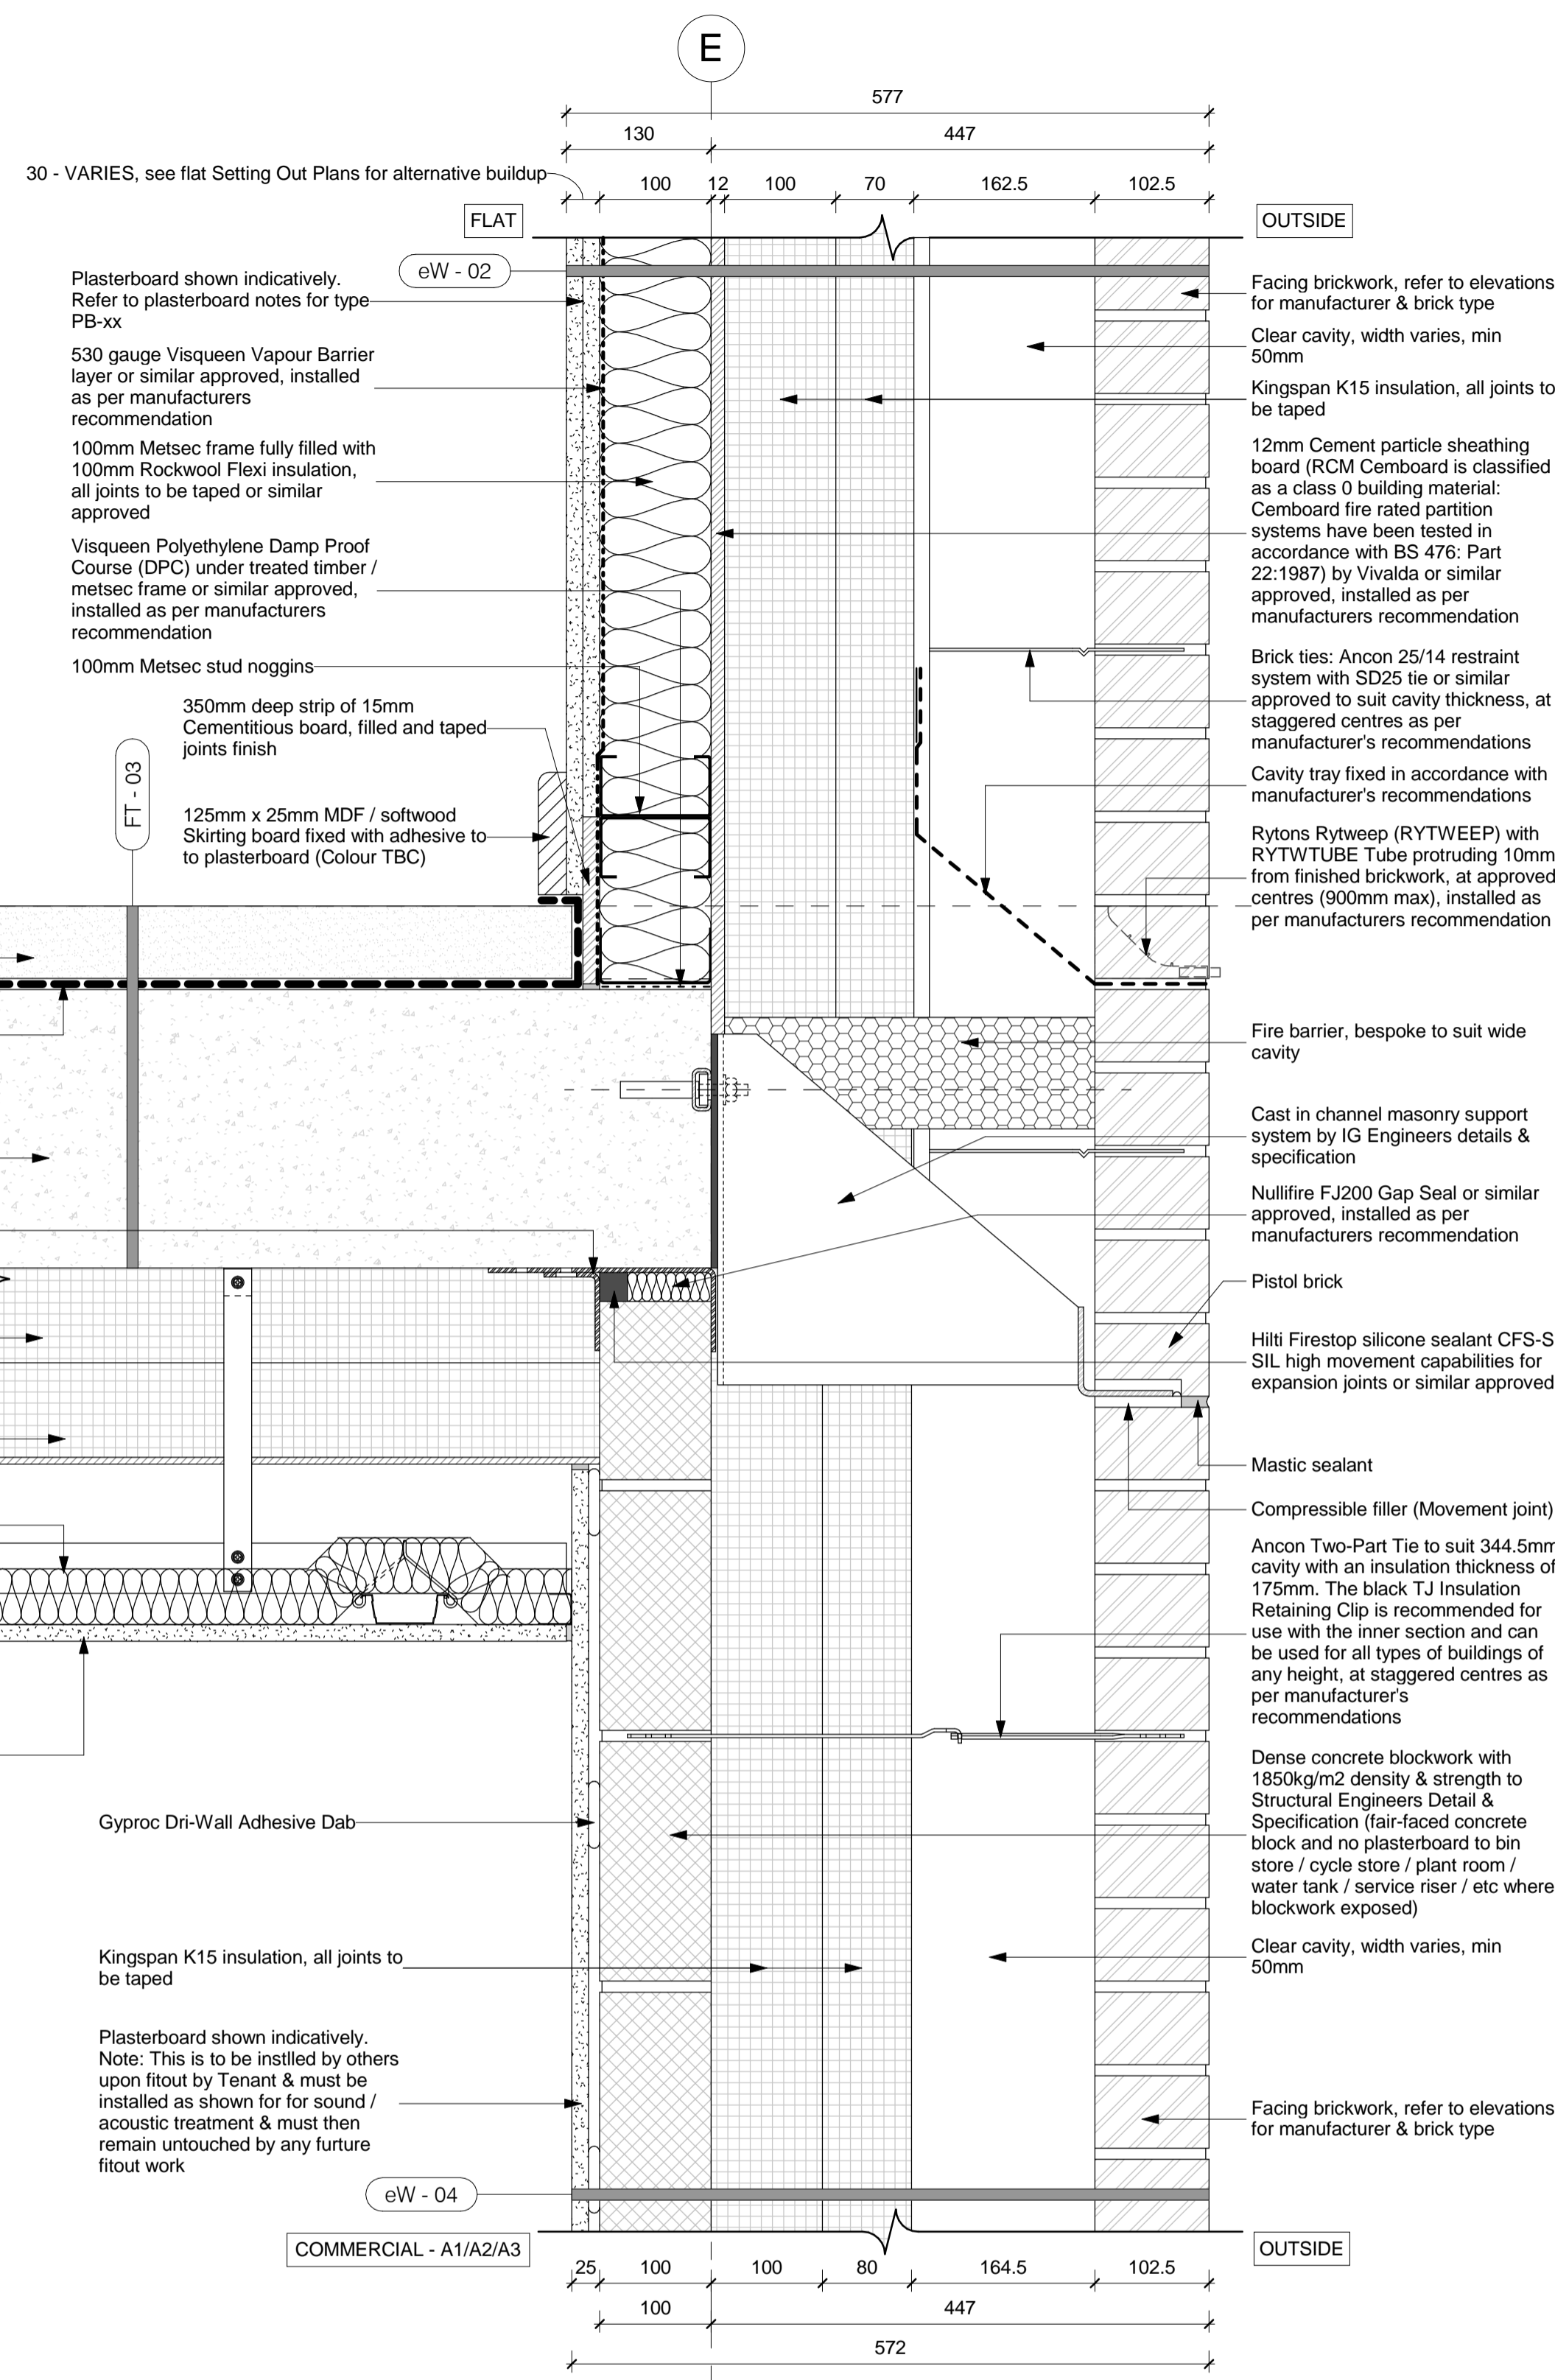 E
577
130
447
30 - VARIES, see flat Setting Out Plans for alternative buildup
100
12
100
70
162.5
102.5
FLAT
OUTSIDE
eW - 02
Plasterboard shown indicatively.
Refer to plasterboard notes for type
PB-xx
530 gauge Visqueen Vapour Barrier
layer or similar approved, installed
as per manufacturers
recommendation
100mm Metsec frame fully filled with
100mm Rockwool Flexi insulation,
all joints to be taped or similar
approved
Visqueen Polyethylene Damp Proof
Course (DPC) under treated timber /
metsec frame or similar approved,
installed as per manufacturers
recommendation
100mm Metsec stud noggins
350mm deep strip of 15mm
Cementitious board, filled and taped
joints finish
FT - 03
125mm x 25mm MDF / softwood
Skirting board fixed with adhesive to
to plasterboard (Colour TBC)
Facing brickwork, refer to elevations
for manufacturer & brick type
Clear cavity, width varies, min
50mm
Kingspan K15 insulation, all joints to
be taped
12mm Cement particle sheathing
board (RCM Cemboard is classified
as a class 0 building material:
Cemboard fire rated partition
systems have been tested in
accordance with BS 476: Part
22:1987) by Vivalda or similar
approved, installed as per
manufacturers recommendation
Brick ties: Ancon 25/14 restraint
system with SD25 tie or similar
approved to suit cavity thickness, at
staggered centres as per
manufacturer's recommendations
Cavity tray fixed in accordance with
manufacturer's recommendations
Rytons Rytweep (RYTWEEP) with
RYTWTUBE Tube protruding 10mm
from finished brickwork, at approved
centres (900mm max), installed as
per manufacturers recommendation
Fire barrier, bespoke to suit wide
cavity
Cast in channel masonry support
system by IG Engineers details &
specification
Nullifire FJ200 Gap Seal or similar
approved, installed as per
manufacturers recommendation
Pistol brick
Hilti Firestop silicone sealant CFS-S
SIL high movement capabilities for
expansion joints or similar approved
Mastic sealant
Compressible filler (Movement joint)
Ancon Two-Part Tie to suit 344.5mm
cavity with an insulation thickness of
175mm. The black TJ Insulation
Retaining Clip is recommended for
use with the inner section and can
be used for all types of buildings of
any height, at staggered centres as
per manufacturer's
recommendations
Dense concrete blockwork with
1850kg/m2 density & strength to
Structural Engineers Detail &
Specification (fair-faced concrete
block and no plasterboard to bin
store / cycle store / plant room /
water tank / service riser / etc where
blockwork exposed)
Clear cavity, width varies, min
50mm
Facing brickwork, refer to elevations
for manufacturer & brick type
Gyproc Dri-Wall Adhesive Dab
Kingspan K15 insulation, all joints to
be taped
Plasterboard shown indicatively.
Note: This is to be instlled by others
upon fitout by Tenant & must be
installed as shown for for sound /
acoustic treatment & must then
remain untouched by any furture
fitout work
eW - 04
COMMERCIAL - A1/A2/A3
OUTSIDE
25
100
100
80
164.5
102.5
100
447
572